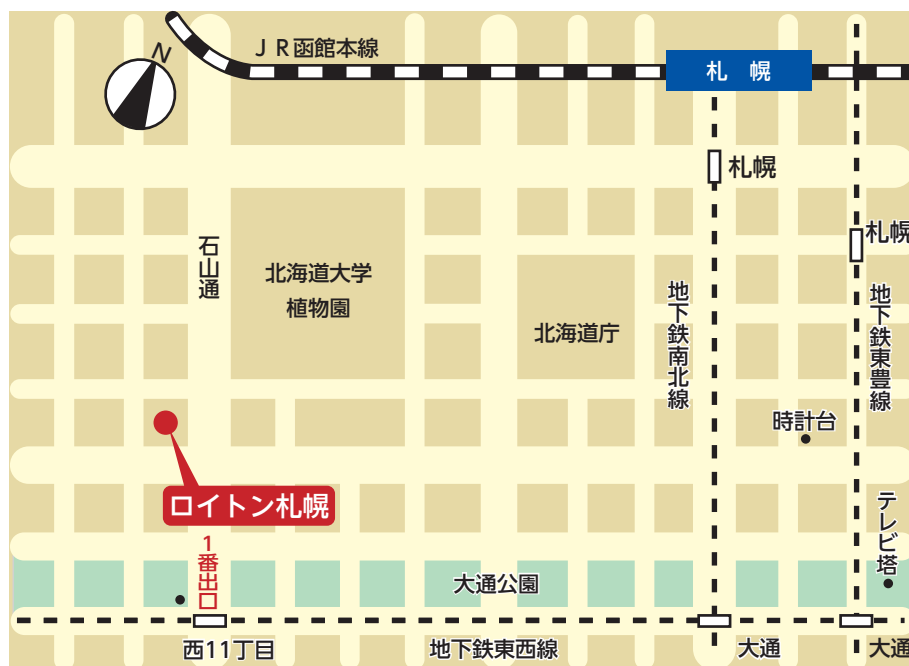 N
JR函館本線
札幌
札幌
札幌
石山通
北海道大学
植物園
北海道庁
地下鉄南北線
地下鉄東豊線
時計台
ロイトン札幌
テレビ塔
1番出口
大通公園
西11丁目
地下鉄東西線
大通
大通